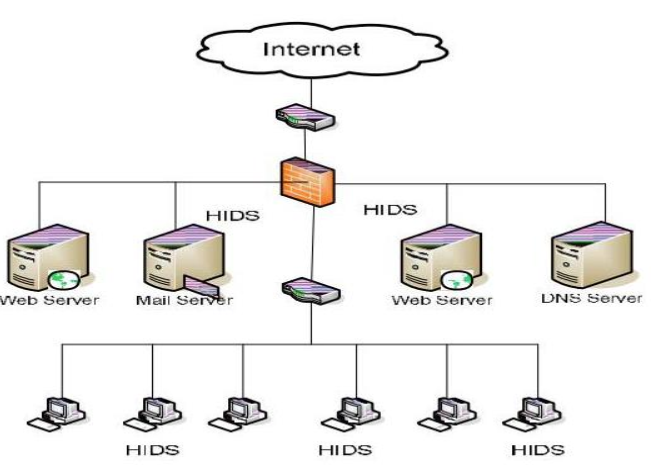 Internet
HIDS
HIDS
Web Server
Mail Server
Web Server
DNS Server
HIDS
HIDS
HIDS